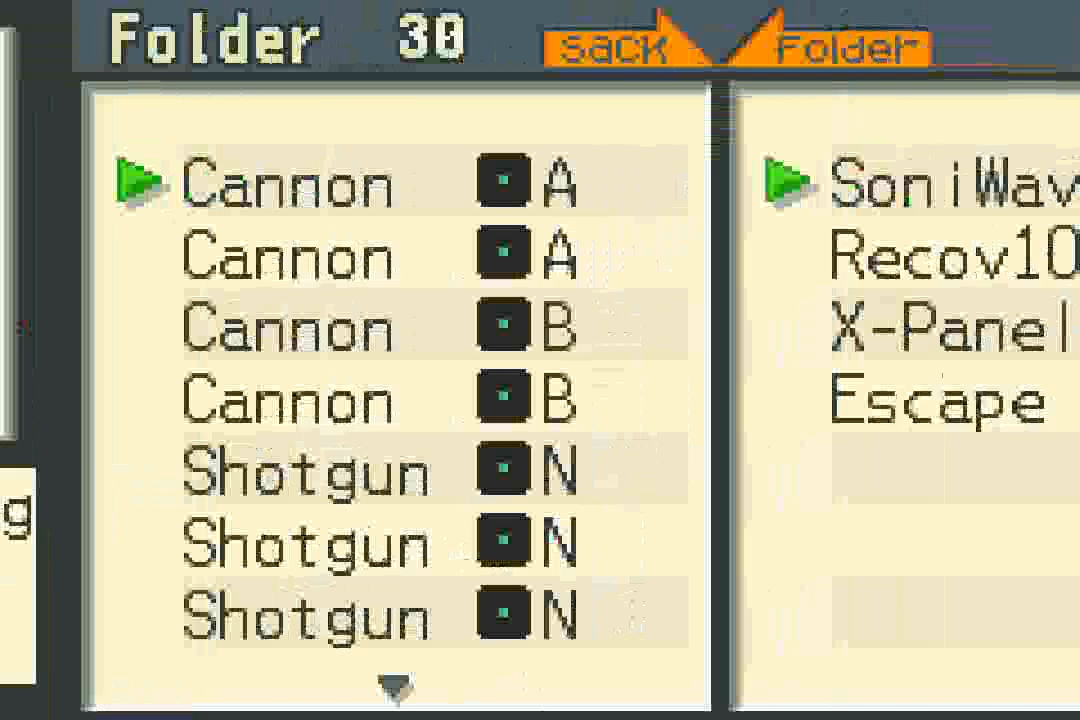 Folder 30
sack Folder
Cannon A
Cannon A
Cannon B
Cannon B
Shotgun N
Shotgun N
Shotgun N
SoniWav
Recov10
X-Panel
Escape
g